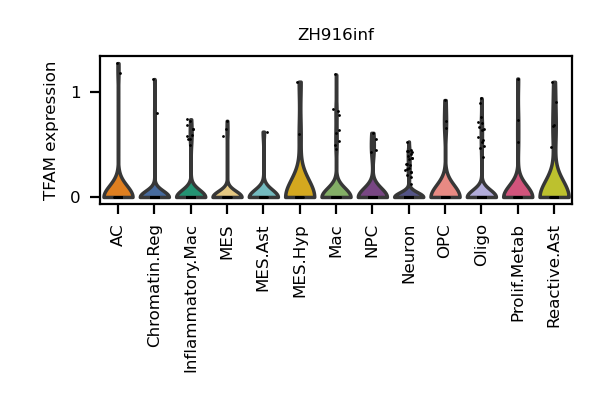 ZH916inf
TFAM expression
1
0
AC
Chromatin.Reg
Inflammatory.Mac
MES
MES.Ast
MES.Hyp
Mac
NPC
Neuron
OPC
Oligo
Prolif.Metab
Reactive.Ast